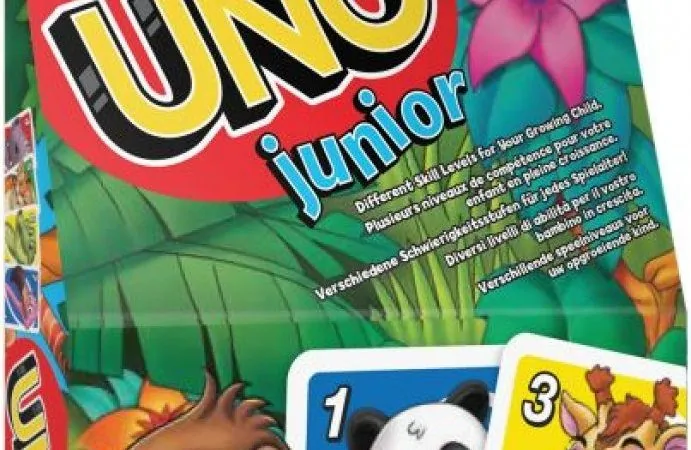 UNO
junior
Different Skill Levels for Your Growing Child.
Plusieurs niveaux de compétence pour votre
enfant en pleine croissance.
Verschiedene Schwierigkeitsstufen für jedes Spielalter!
Diversi livelli di abilità per il vostro
bambino in crescita.
Verschillende speelniveaus voor
uw opgroeiende kind.
1
3